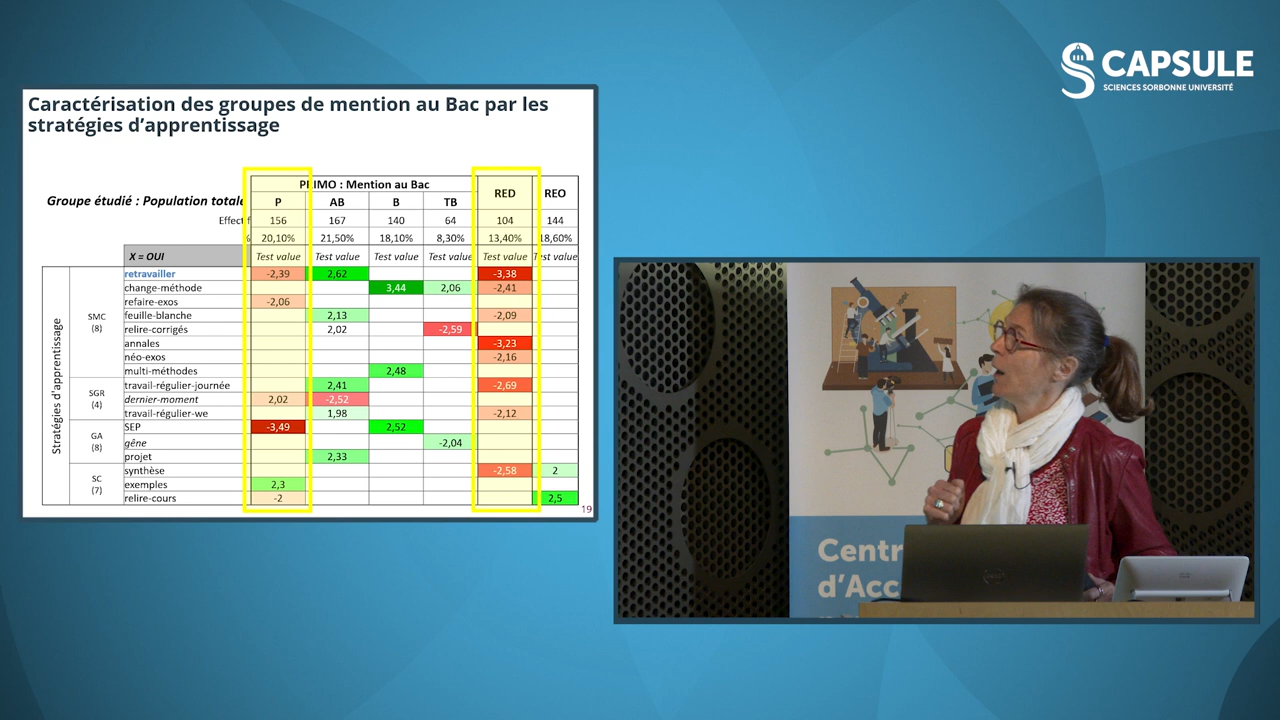 CAPSULE
SCIENCES SORBONNE UNIVERSITÉ
Caractérisation des groupes de mention au Bac par les
stratégies d'apprentissage
PRIMO : Mention au Bac
RED
REO
Groupe étudié : Population totale
P
AB
B
TB
Effectif
156
167
140
64
104
144
%
20,10%
21,50%
18,10%
8,30%
13,40%
18,60%
X = OUI
Test value
Test value
Test value
Test value
Test value
Test value
Stratégies d'apprentissage
SMC
(8)
retravailler -2,39 2,62 -3,38
change-méthode 3,44 2,06 -2,41
refaire-exos -2,06
feuille-blanche 2,13 -2,09
relire-corrigés 2,02 -2,59
annales -3,23
néo-exos -2,16
multi-méthodes 2,48
SGR
(4)
travail-régulier-journée 2,41 -2,69
dernier-moment 2,02 -2,52
travail-régulier-we 1,98 -2,12
GA
(8)
SEP -3,49 2,52
gêne -2,04
projet 2,33
SC
(7)
synthèse -2,58 2
exemples 2,3
relire-cours -2 2,5
19
Centr
d'Acc